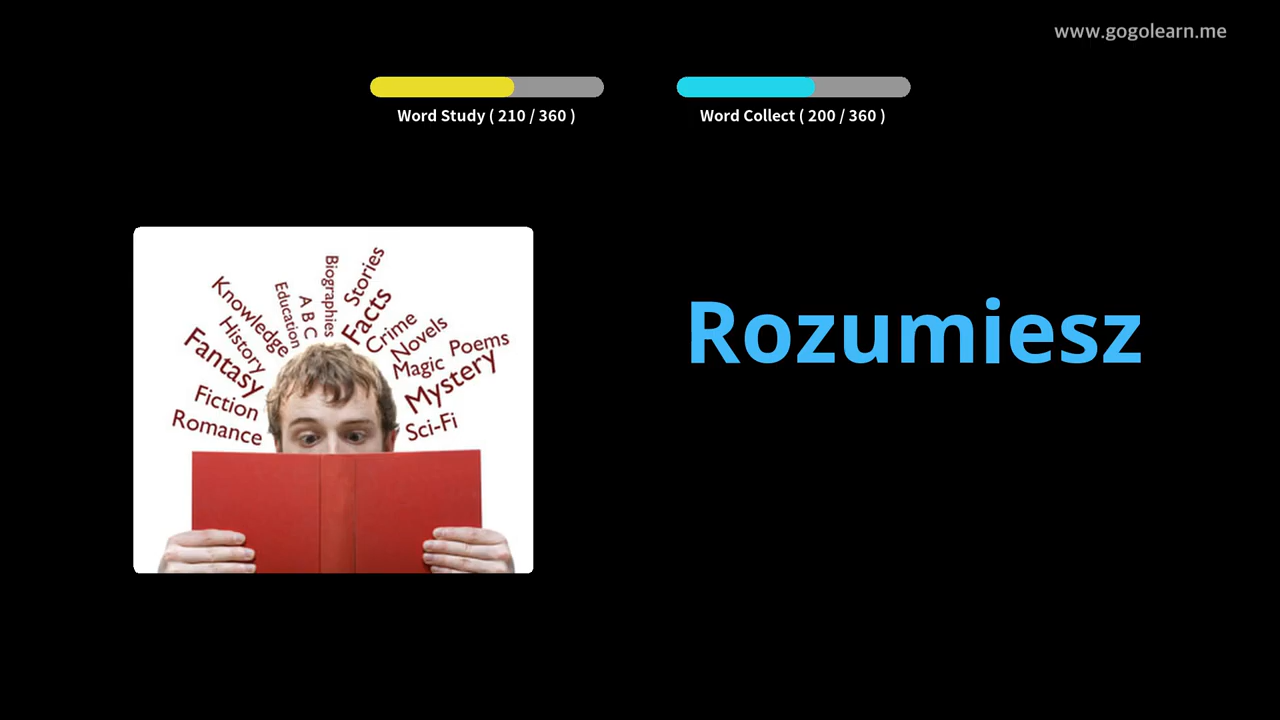 www.gogolearn.me
Word Study ( 210 / 360 )
Word Collect ( 200 / 360 )
Rozumiesz
Biographies
Stories
Knowledge
Education
A B C
Facts
Crime
History
Novels
Poems
Fantasy
Magic
Mystery
Fiction
Romance
Sci-Fi